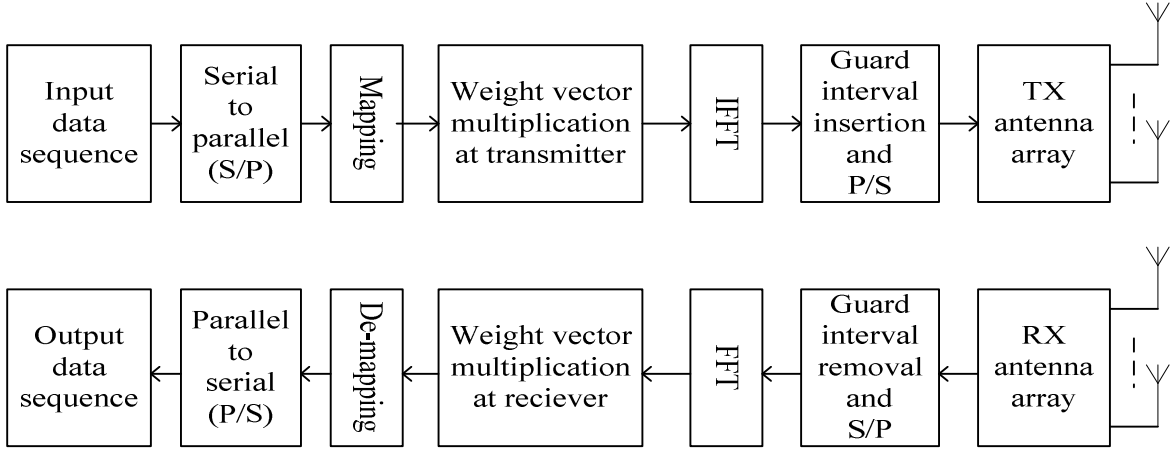 Input
data
sequence
Serial
to
parallel
(S/P)
Mapping
Weight vector
multiplication
at transmitter
IFFT
Guard
interval
insertion
and
P/S
TX
antenna
array
Output
data
sequence
Parallel
to
serial
(P/S)
De-mapping
Weight vector
multiplication
at reciever
FFT
Guard
interval
removal
and
S/P
RX
antenna
array